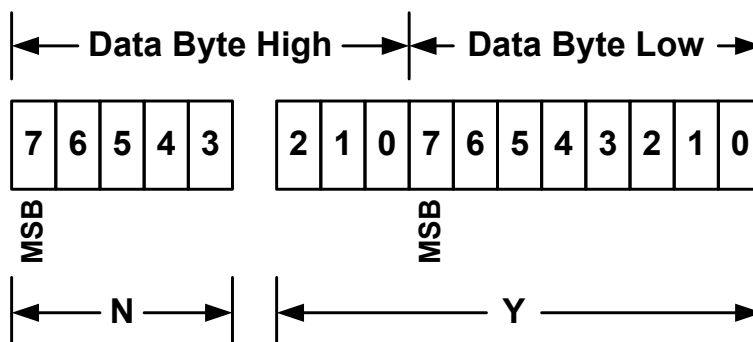 Data Byte High Data Byte Low
7 6 5 4 3 2 1 0 7 6 5 4 3 2 1 0
MSB MSB
N Y